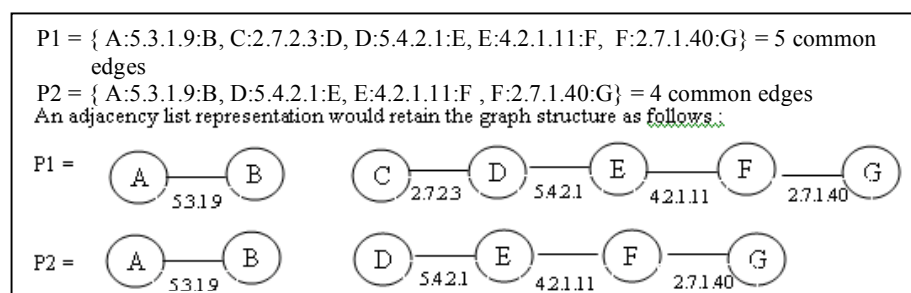 P1 = { A:5.3.1.9:B, C:2.7.2.3:D, D:5.4.2.1:E, E:4.2.1.11:F, F:2.7.1.40:G} = 5 common
edges
P2 = { A:5.3.1.9:B, D:5.4.2.1:E, E:4.2.1.11:F , F:2.7.1.40:G} = 4 common edges
An adjacency list representation would retain the graph structure as follows :
P1 = A B C D E F G
5.3.1.9 2.7.2.3 5.4.2.1 4.2.1.11 2.7.1.40
P2 = A B D E F G
5.3.1.9 5.4.2.1 4.2.1.11 2.7.1.40